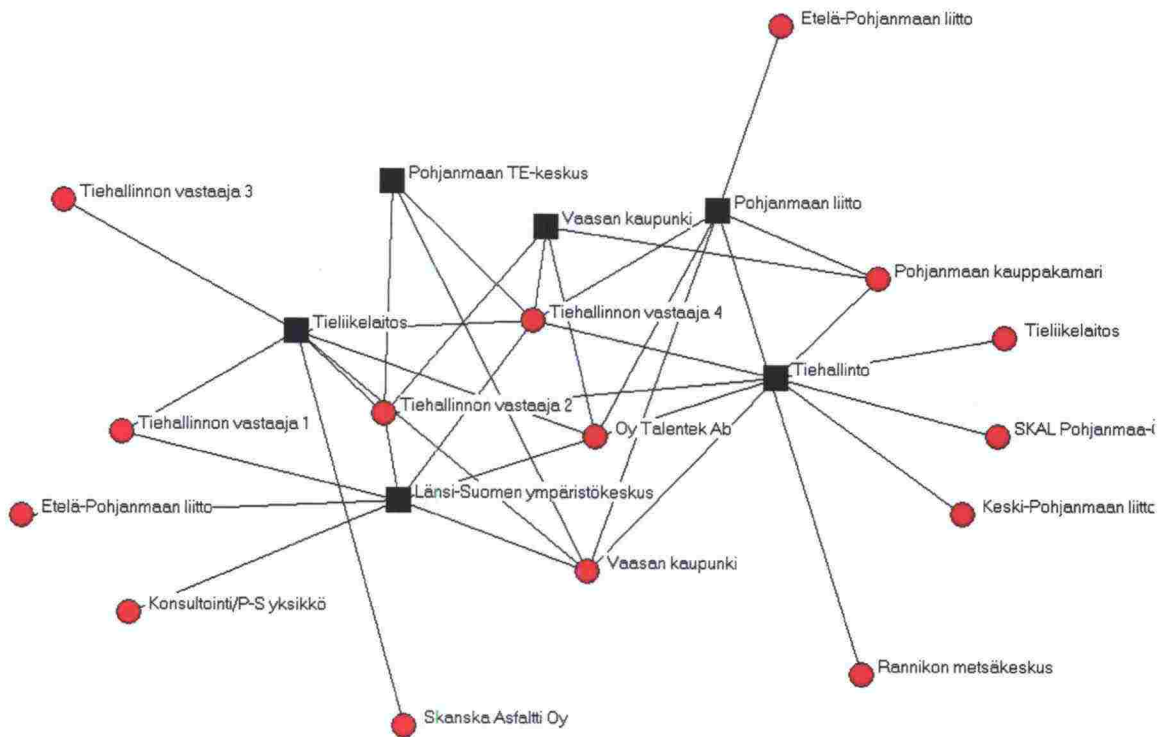 Etelä-Pohjanmaan liitto
Pohjanmaan TE-keskus
Tiehallinnon vastaaja 3
Pohjanmaan liitto
Vaasan kaupunki
Pohjanmaan kauppakamari
Tiehallinnon vastaaja 4
Tieliikelaitos
Tieliikelaitos
Tiehallinto
Tiehallinnon vastaaja 2
Tiehallinnon vastaaja 1
Oy Talentek Ab
SKAL Pohjanmaa-
Länsi-Suomen ympäristökeskus
Etelä-Pohjanmaan liitto
Keski-Pohjanmaan liitto
Vaasan kaupunki
Konsultointi/P-S yksikkö
Rannikon metsäkeskus
Skanska Asfaltti Oy